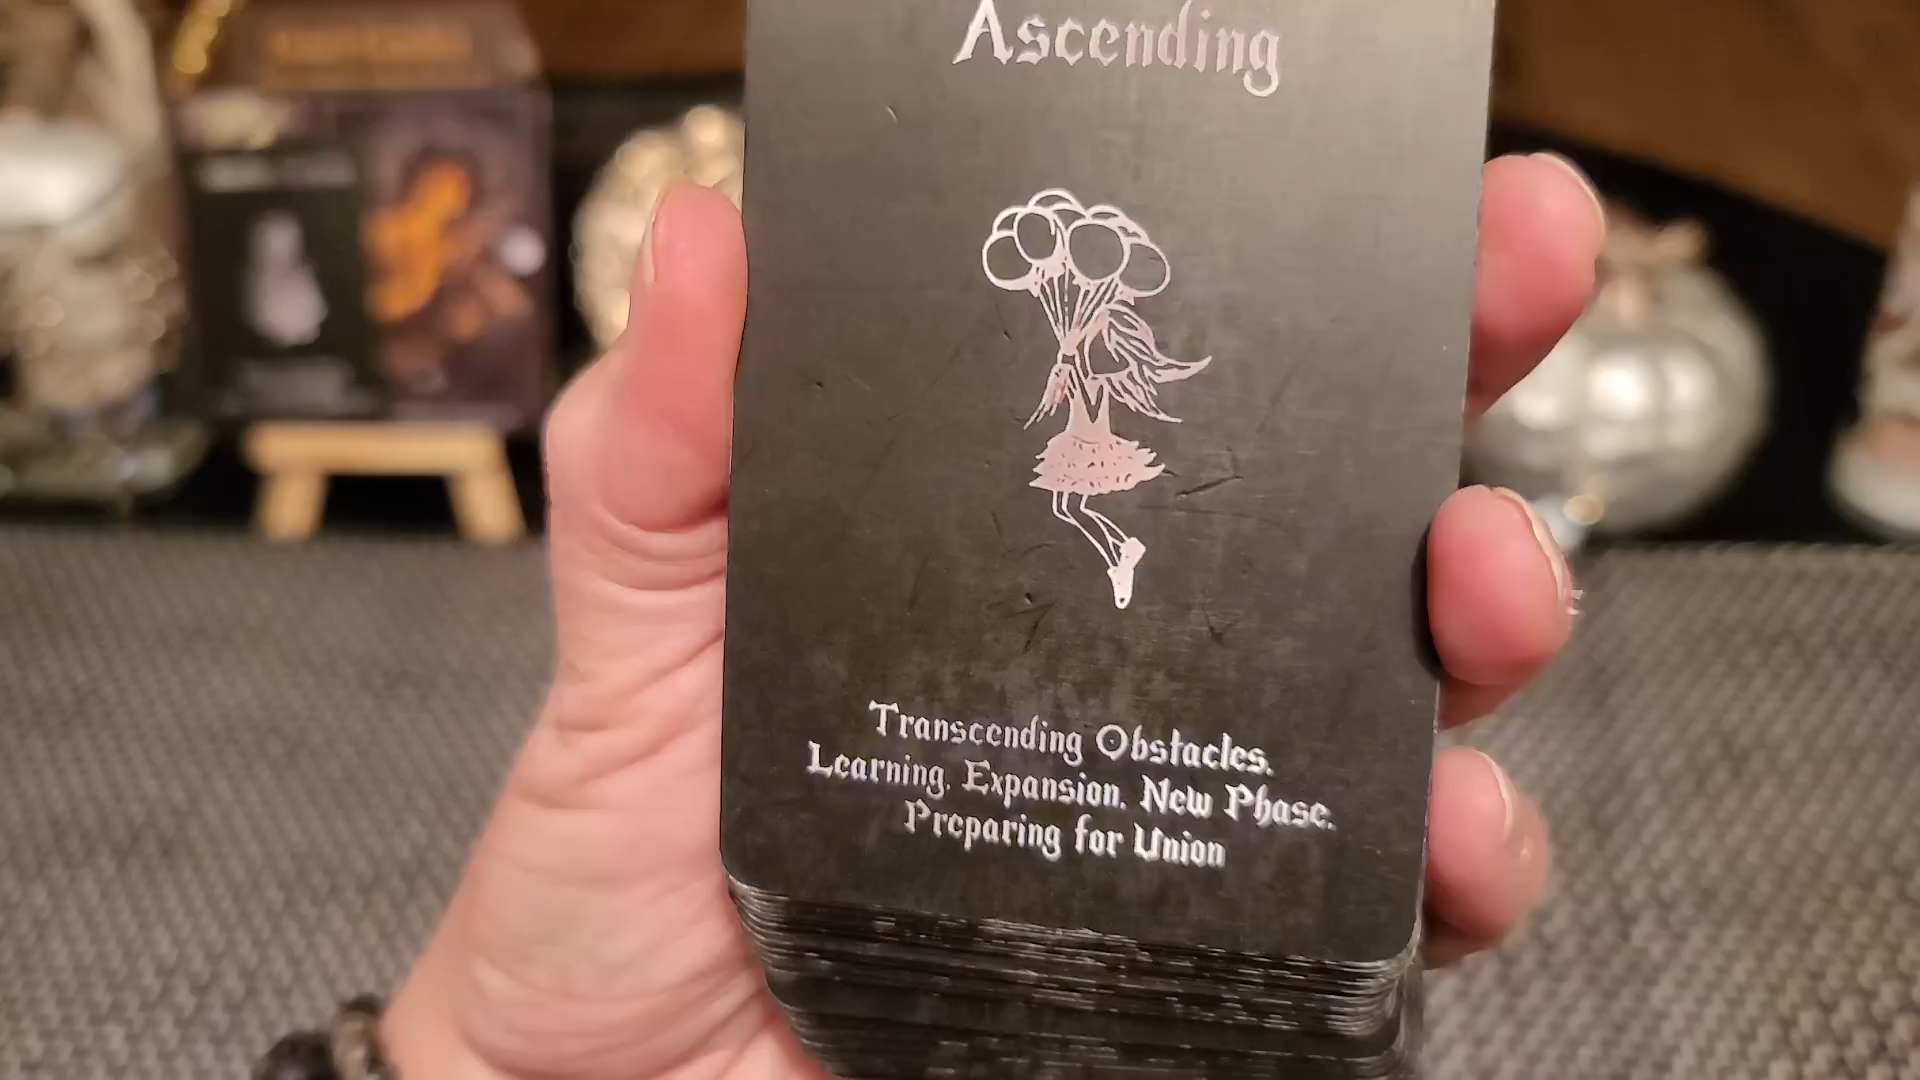 Ascending
Transcending Obstacles.
Learning. Expansion. New Phase.
Preparing for Union